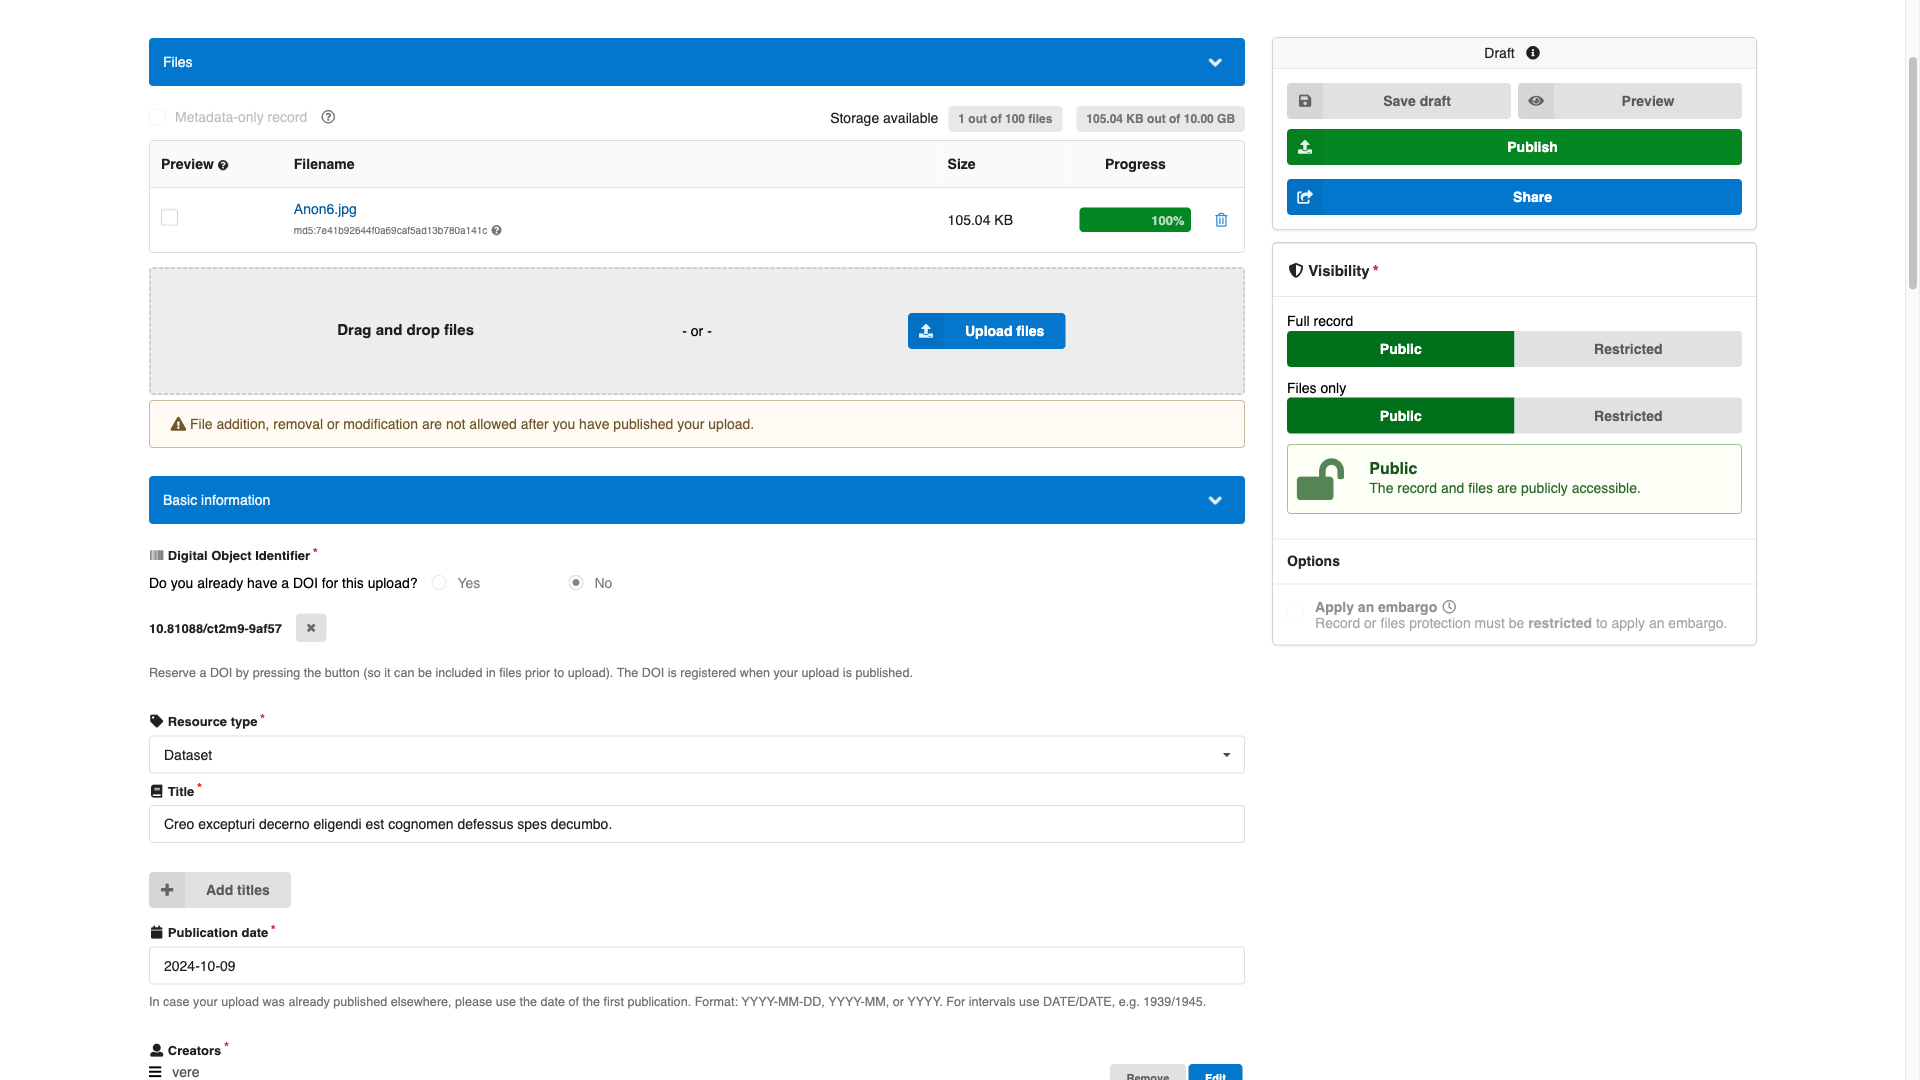 Files
Metadata-only record
Storage available 1 out of 100 files 105.04 KB out of 10.00 GB
Preview Filename Size Progress
Anon6.jpg
md5:7e41b92644f0a69caf5ad13b780a141c
105.04 KB 100%
Drag and drop files - or - Upload files
File addition, removal or modification are not allowed after you have published your upload.
Basic information
Digital Object Identifier *
Do you already have a DOI for this upload? Yes No
10.81088/ct2m9-9af57
Reserve a DOI by pressing the button (so it can be included in files prior to upload). The DOI is registered when your upload is published.
Resource type *
Dataset
Title *
Creo excepturi decerno eligendi est cognomen defessus spes decumbo.
Add titles
Publication date *
2024-10-09
In case your upload was already published elsewhere, please use the date of the first publication. Format: YYYY-MM-DD, YYYY-MM, or YYYY. For intervals use DATE/DATE, e.g. 1939/1945.
Creators *
vere
Remove Edit
Draft
Save draft Preview
Publish
Share
Visibility *
Full record
Public Restricted
Files only
Public Restricted
Public
The record and files are publicly accessible.
Options
Apply an embargo
Record or files protection must be restricted to apply an embargo.